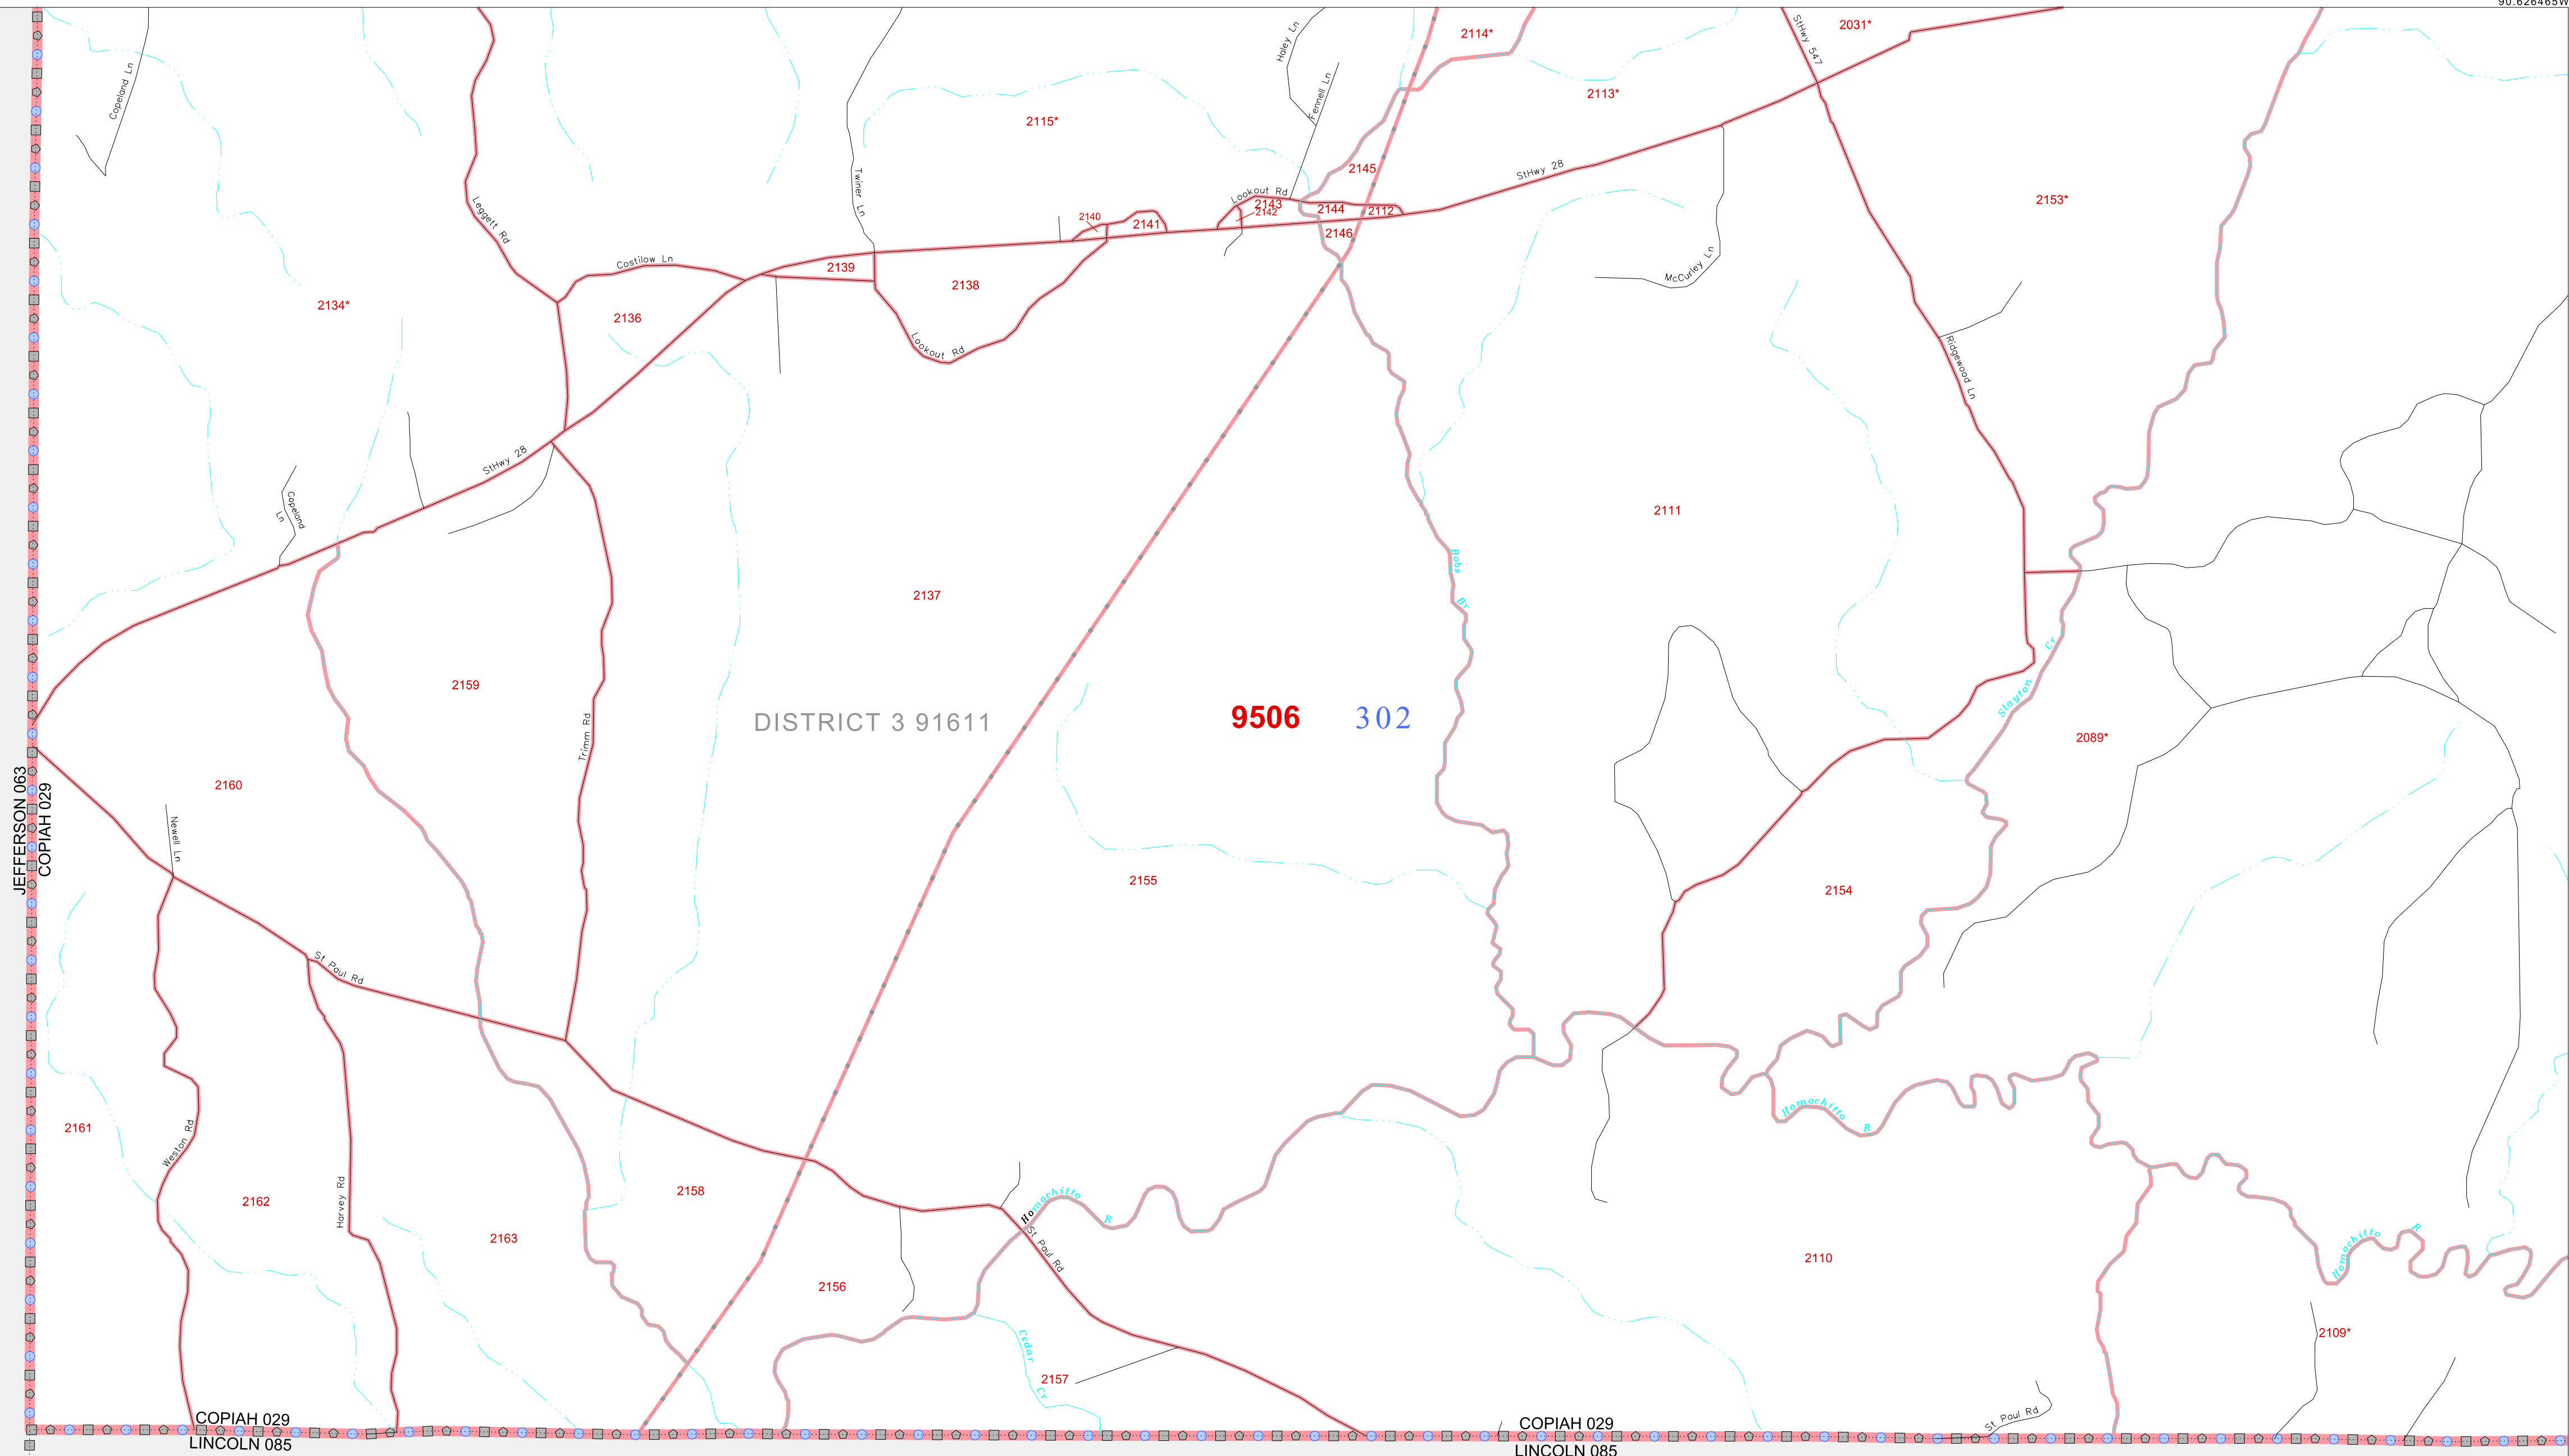 90.626465W
2031*
StHwy 547
2114*
Haley Ln
Copeland Ln
Fennell Ln
2113*
2115*
2145
StHwy 28
Twiner Ln
Leggett Rd
Lookout Rd
2143
2142
2144
2112
2140
2141
2146
2153*
Costilow Ln
2139
2138
McCurley Ln
2134*
2136
Lookout Rd
Ridgewood Ln
StHwy 28
Copeland
Ln
2111
Bobs
Br
2137
Slayton
Cr
2159
Trimm Rd
DISTRICT 3 91611
9506
302
2089*
2160
JEFFERSON 063
COPIAH 029
Newell Ln
2155
2154
St Paul Rd
2161
Weston Rd
Homochitto
R
2162
Harvey Rd
2158
2163
Homochitto
R
St Paul Rd
2110
Homochitto
R
2156
2109*
Cedar
Cr
2157
St Paul Rd
COPIAH 029
LINCOLN 085
COPIAH 029
LINCOLN 085